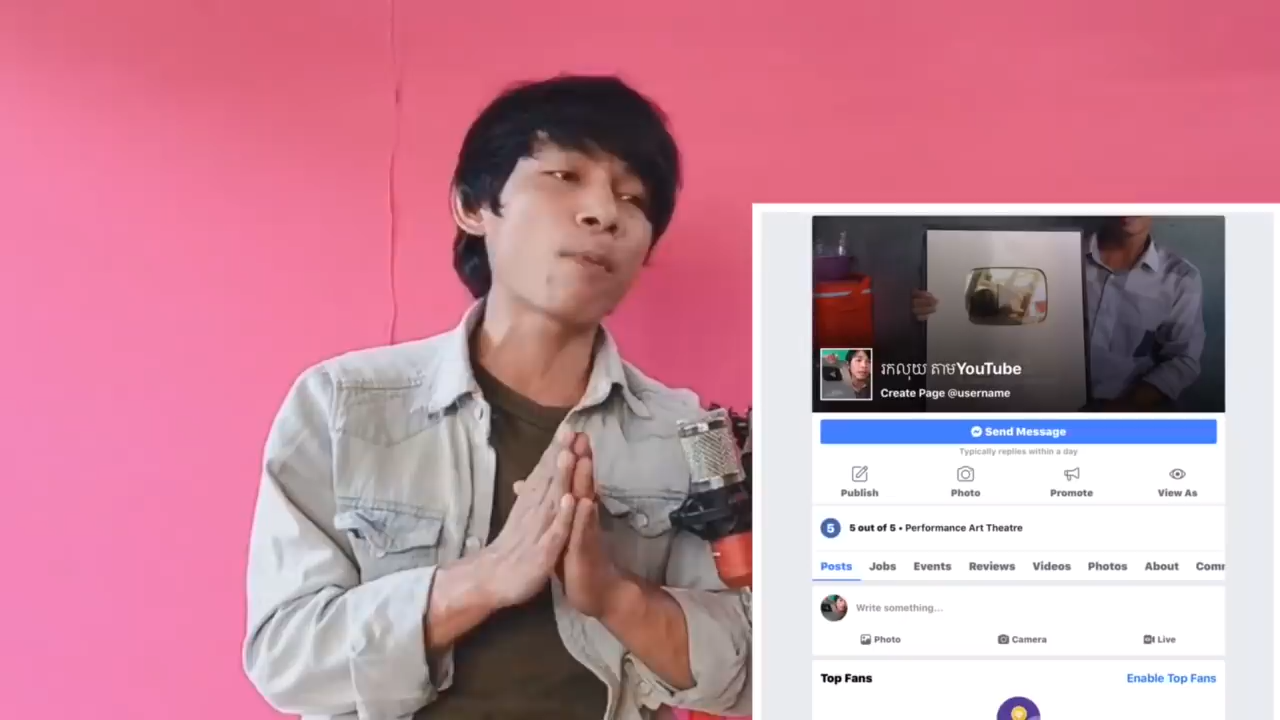 រកលុយ តាមYouTube
Create Page @username
Send Message
Typically replies within a day
Publish Photo Promote View As
5 5 out of 5 • Performance Art Theatre
Posts Jobs Events Reviews Videos Photos About Comm
Write something...
Photo Camera Live
Top Fans Enable Top Fans